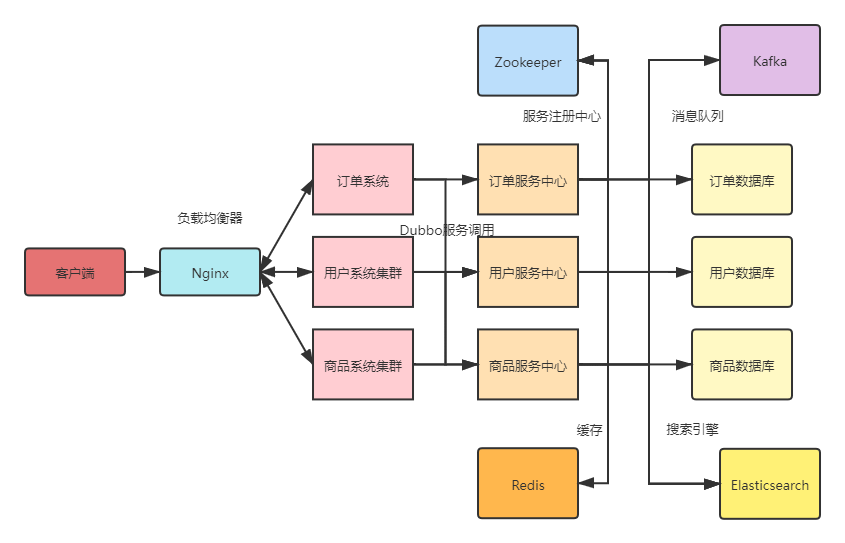 Zookeeper
Kafka
服务注册中心
消息队列
订单系统
订单服务中心
订单数据库
负载均衡器
Dubbo服务调用
客户端
Nginx
用户系统集群
用户服务中心
用户数据库
商品系统集群
商品服务中心
商品数据库
缓存
搜索引擎
Redis
Elasticsearch